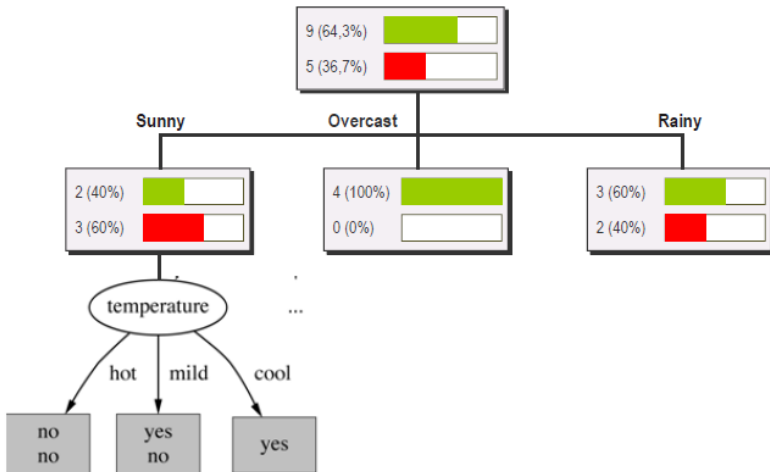 9 (64,3%)
5 (36,7%)
Sunny Overcast Rainy
2 (40%) 4 (100%) 3 (60%)
3 (60%) 0 (0%) 2 (40%)
temperature ...
hot mild cool
no yes yes
no no